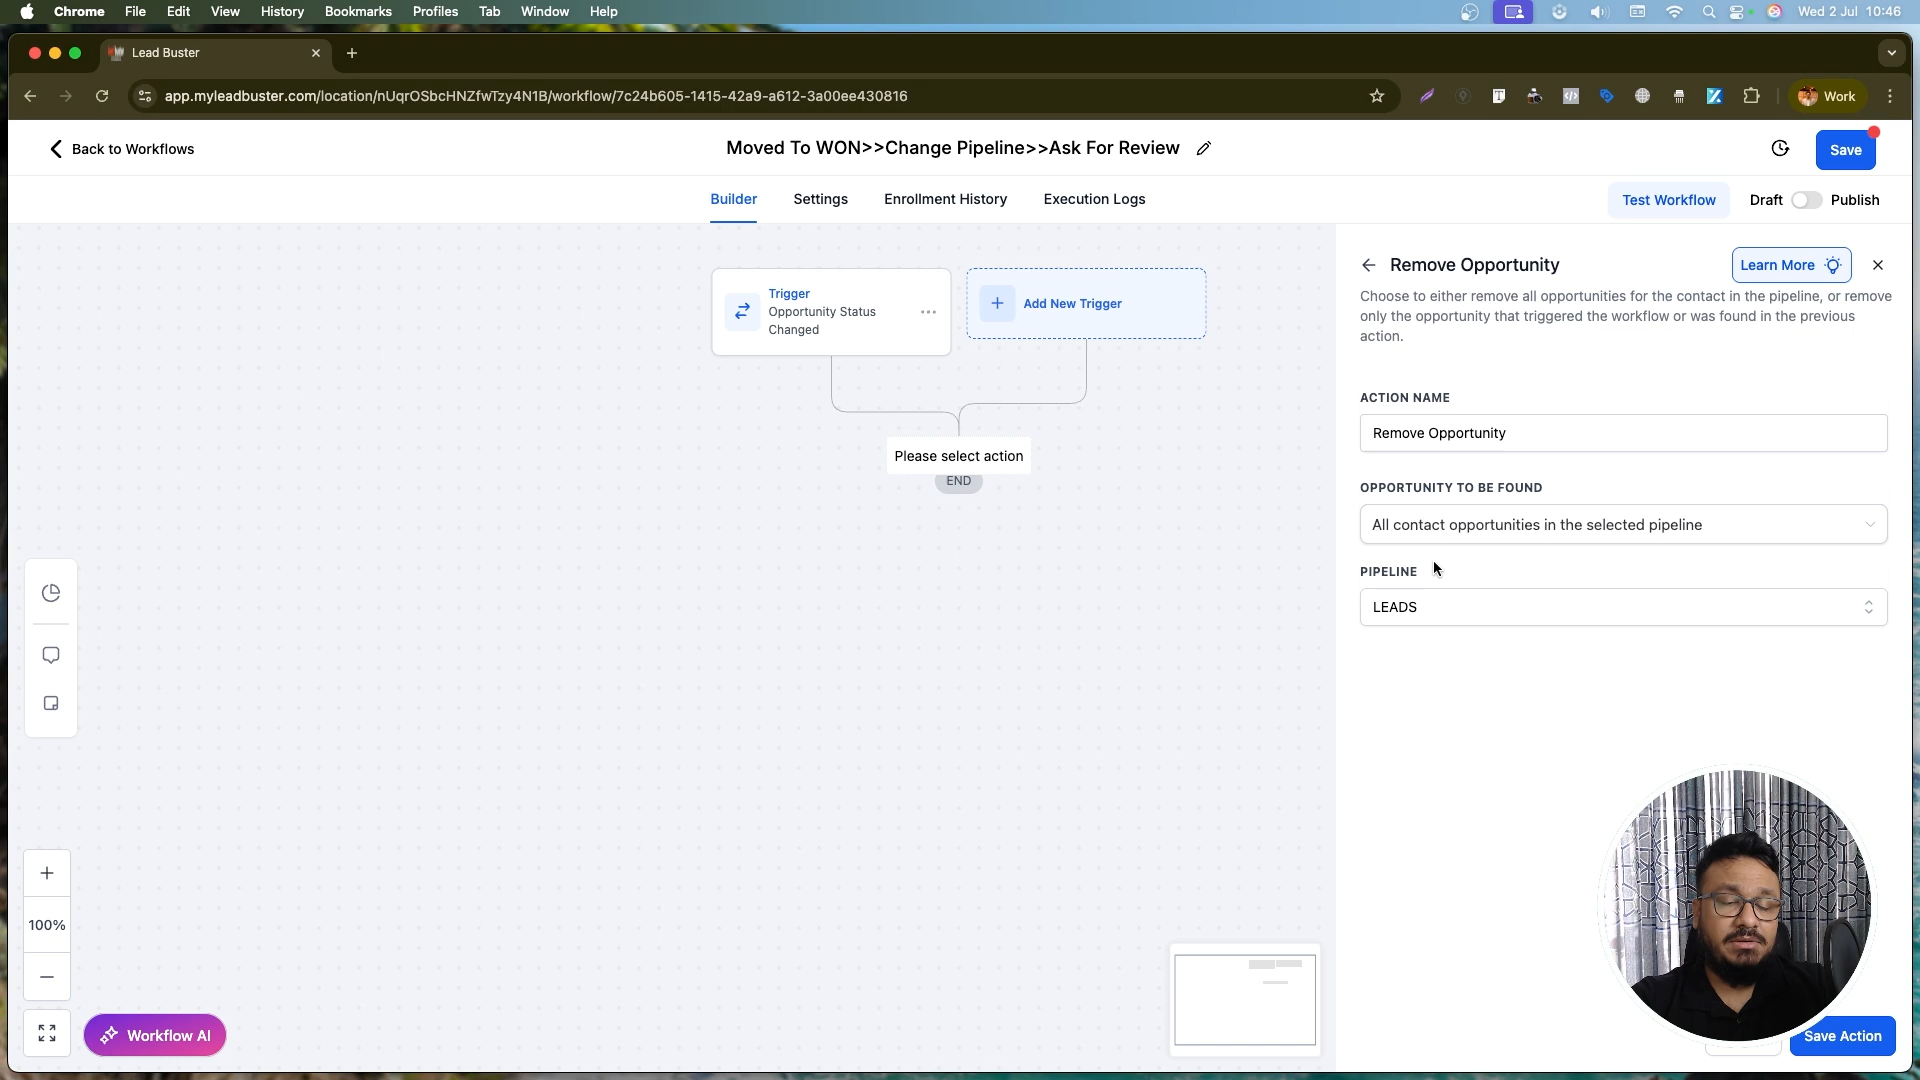 Chrome File Edit View History Bookmarks Profiles Tab Window Help Wed 2 Jul 10:46
Lead Buster
app.myleadbuster.com/location/nUqrOSbcHNZfwTzy4N1B/workflow/7c24b605-1415-42a9-a612-3a00ee430816
Work
Back to Workflows
Moved To WON>>Change Pipeline>>Ask For Review
Save
Builder Settings Enrollment History Execution Logs
Test Workflow Draft Publish
Trigger
Opportunity Status
Changed
Add New Trigger
Please select action
END
100%
Workflow AI
Remove Opportunity
Learn More
Choose to either remove all opportunities for the contact in the pipeline, or remove
only the opportunity that triggered the workflow or was found in the previous
action.
ACTION NAME
Remove Opportunity
OPPORTUNITY TO BE FOUND
All contact opportunities in the selected pipeline
PIPELINE
LEADS
Save Action